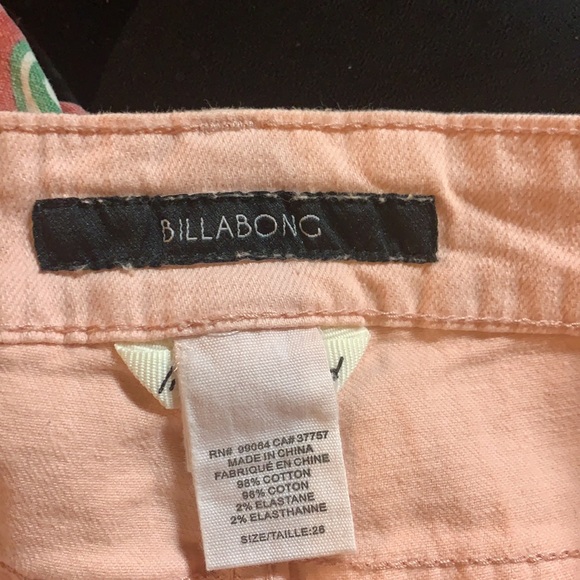 BILLABONG
RN# 99064 CA# 37757
MADE IN CHINA
FABRIQUÉ EN CHINE
98% COTTON
98% COTON
2% ELASTANE
2% ELASTHANNE
SIZE/TAILLE:26